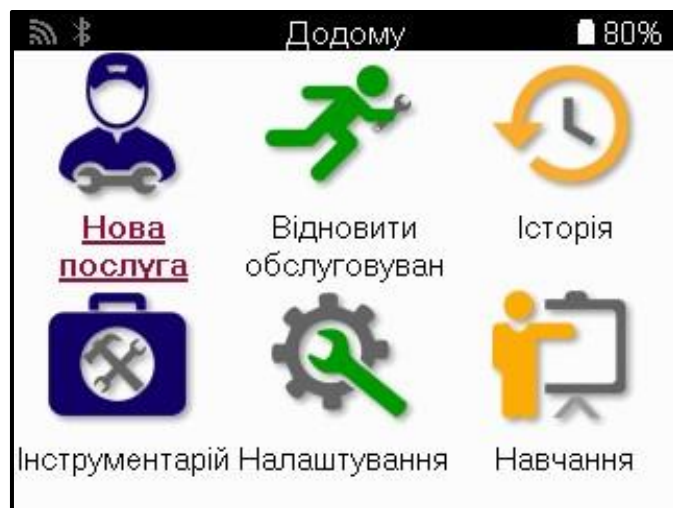 Додому 80%
Нова
послуга
Відновити
обслуговуван
Історія
Інструментарій
Налаштування
Навчання